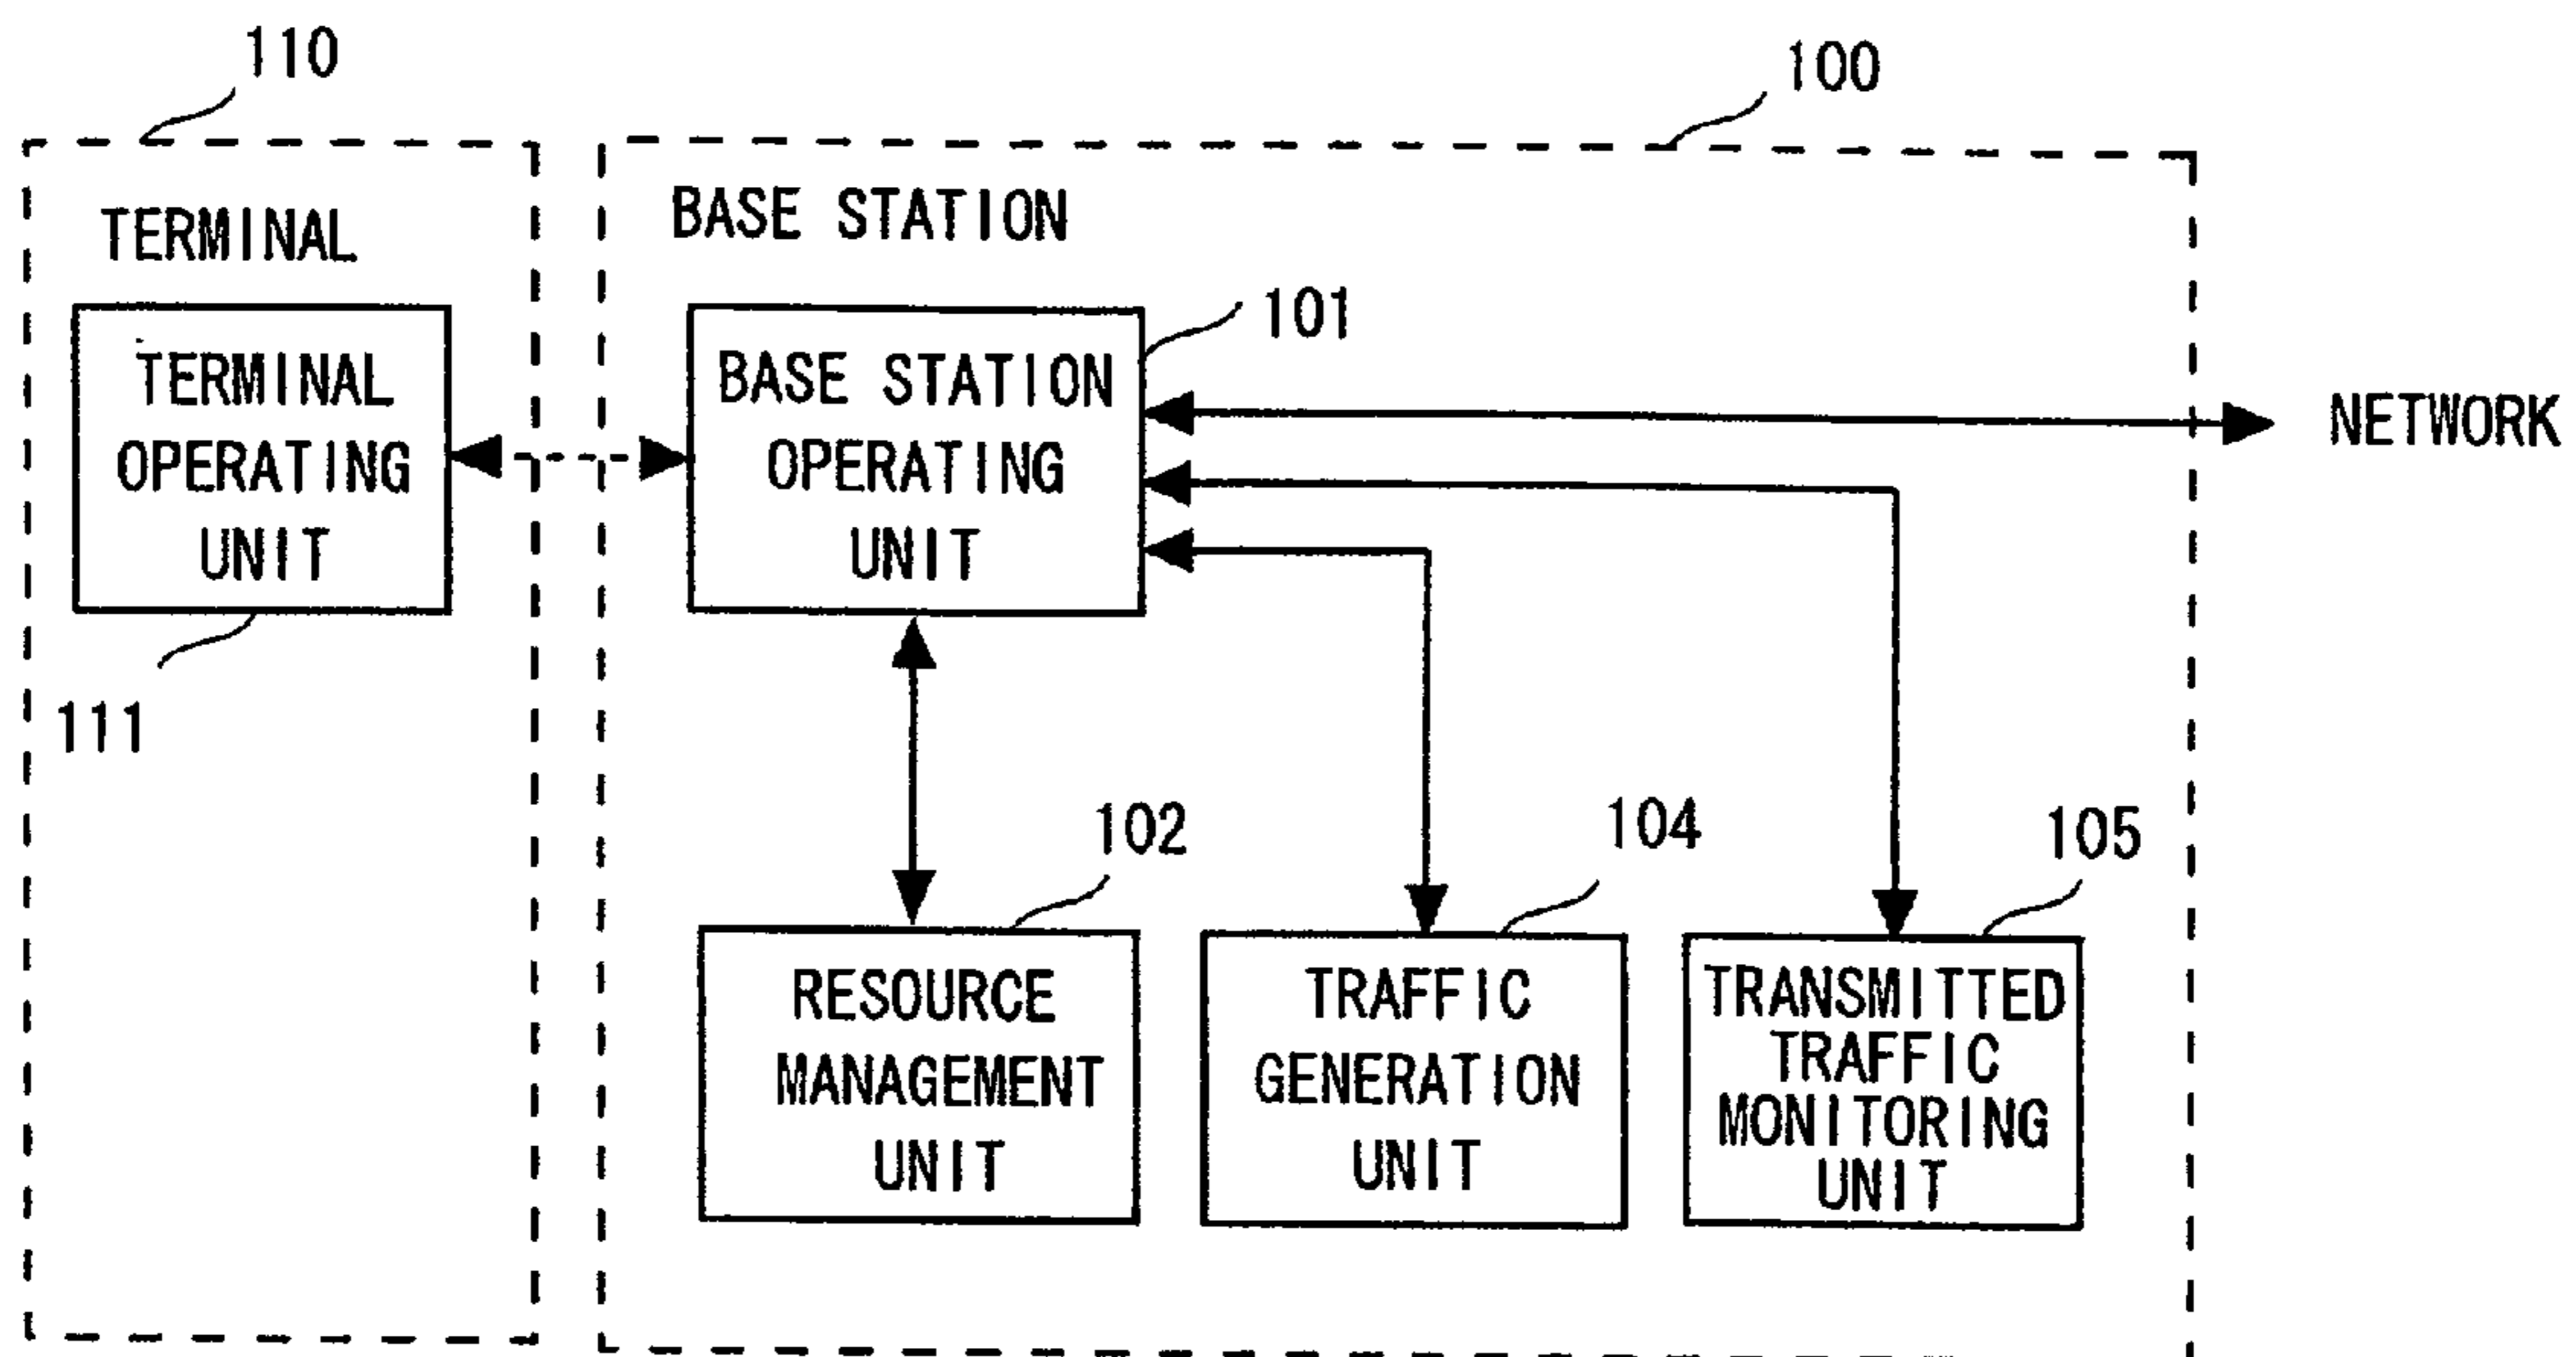 110
100
TERMINAL
BASE STATION
101
TERMINAL
OPERATING
UNIT
BASE STATION
OPERATING
UNIT
NETWORK
111
102
104
105
RESOURCE
MANAGEMENT
UNIT
TRAFFIC
GENERATION
UNIT
TRANSMITTED
TRAFFIC
MONITORING
UNIT